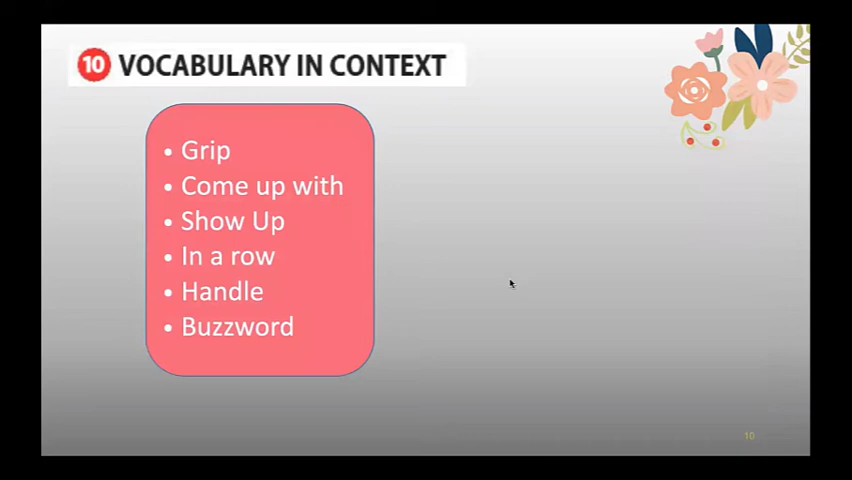 10 VOCABULARY IN CONTEXT
• Grip
• Come up with
• Show Up
• In a row
• Handle
• Buzzword
10